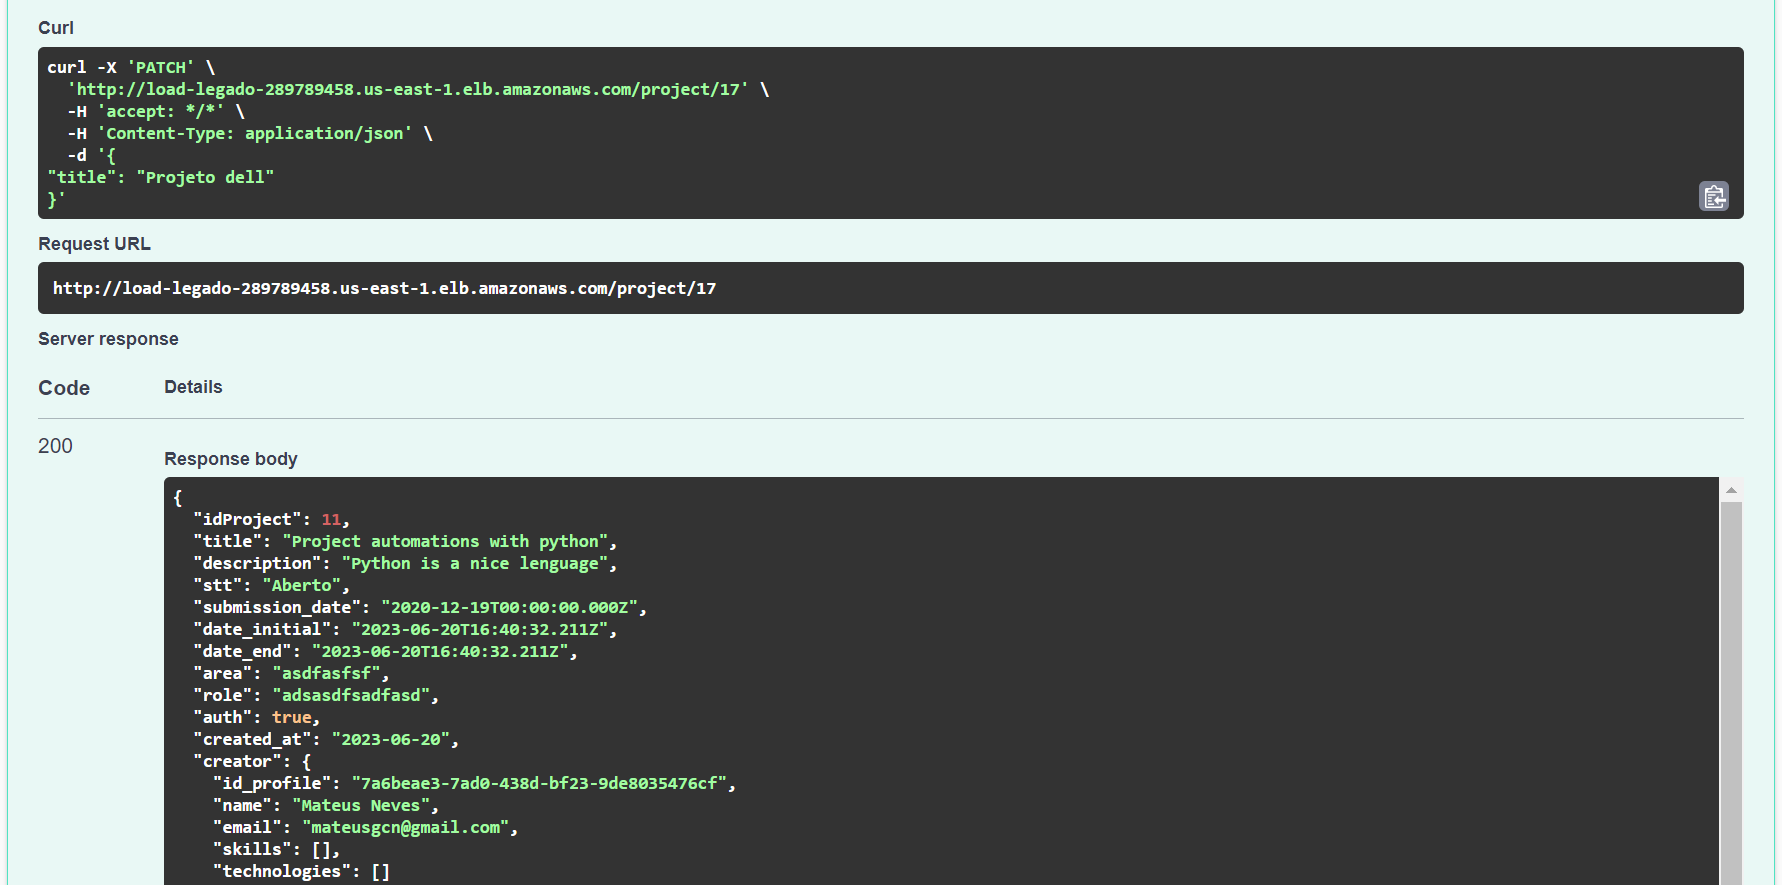 Curl
curl -X 'PATCH' \
'http://load-legado-289789458.us-east-1.elb.amazonaws.com/project/17' \
-H 'accept: */*' \
-H 'Content-Type: application/json' \
-d '{
"title": "Projeto dell"
}'
Request URL
http://load-legado-289789458.us-east-1.elb.amazonaws.com/project/17
Server response
Code Details
200
Response body
{
"idProject": 11,
"title": "Project automations with python",
"description": "Python is a nice lenguage",
"stt": "Aberto",
"submission_date": "2020-12-19T00:00:00.000Z",
"date_initial": "2023-06-20T16:40:32.211Z",
"date_end": "2023-06-20T16:40:32.211Z",
"area": "asdfasfsf",
"role": "adsasdfsadfasd",
"auth": true,
"created_at": "2023-06-20",
"creator": {
"id_profile": "7a6beae3-7ad0-438d-bf23-9de8035476cf",
"name": "Mateus Neves",
"email": "mateusgcn@gmail.com",
"skills": [],
"technologies": []